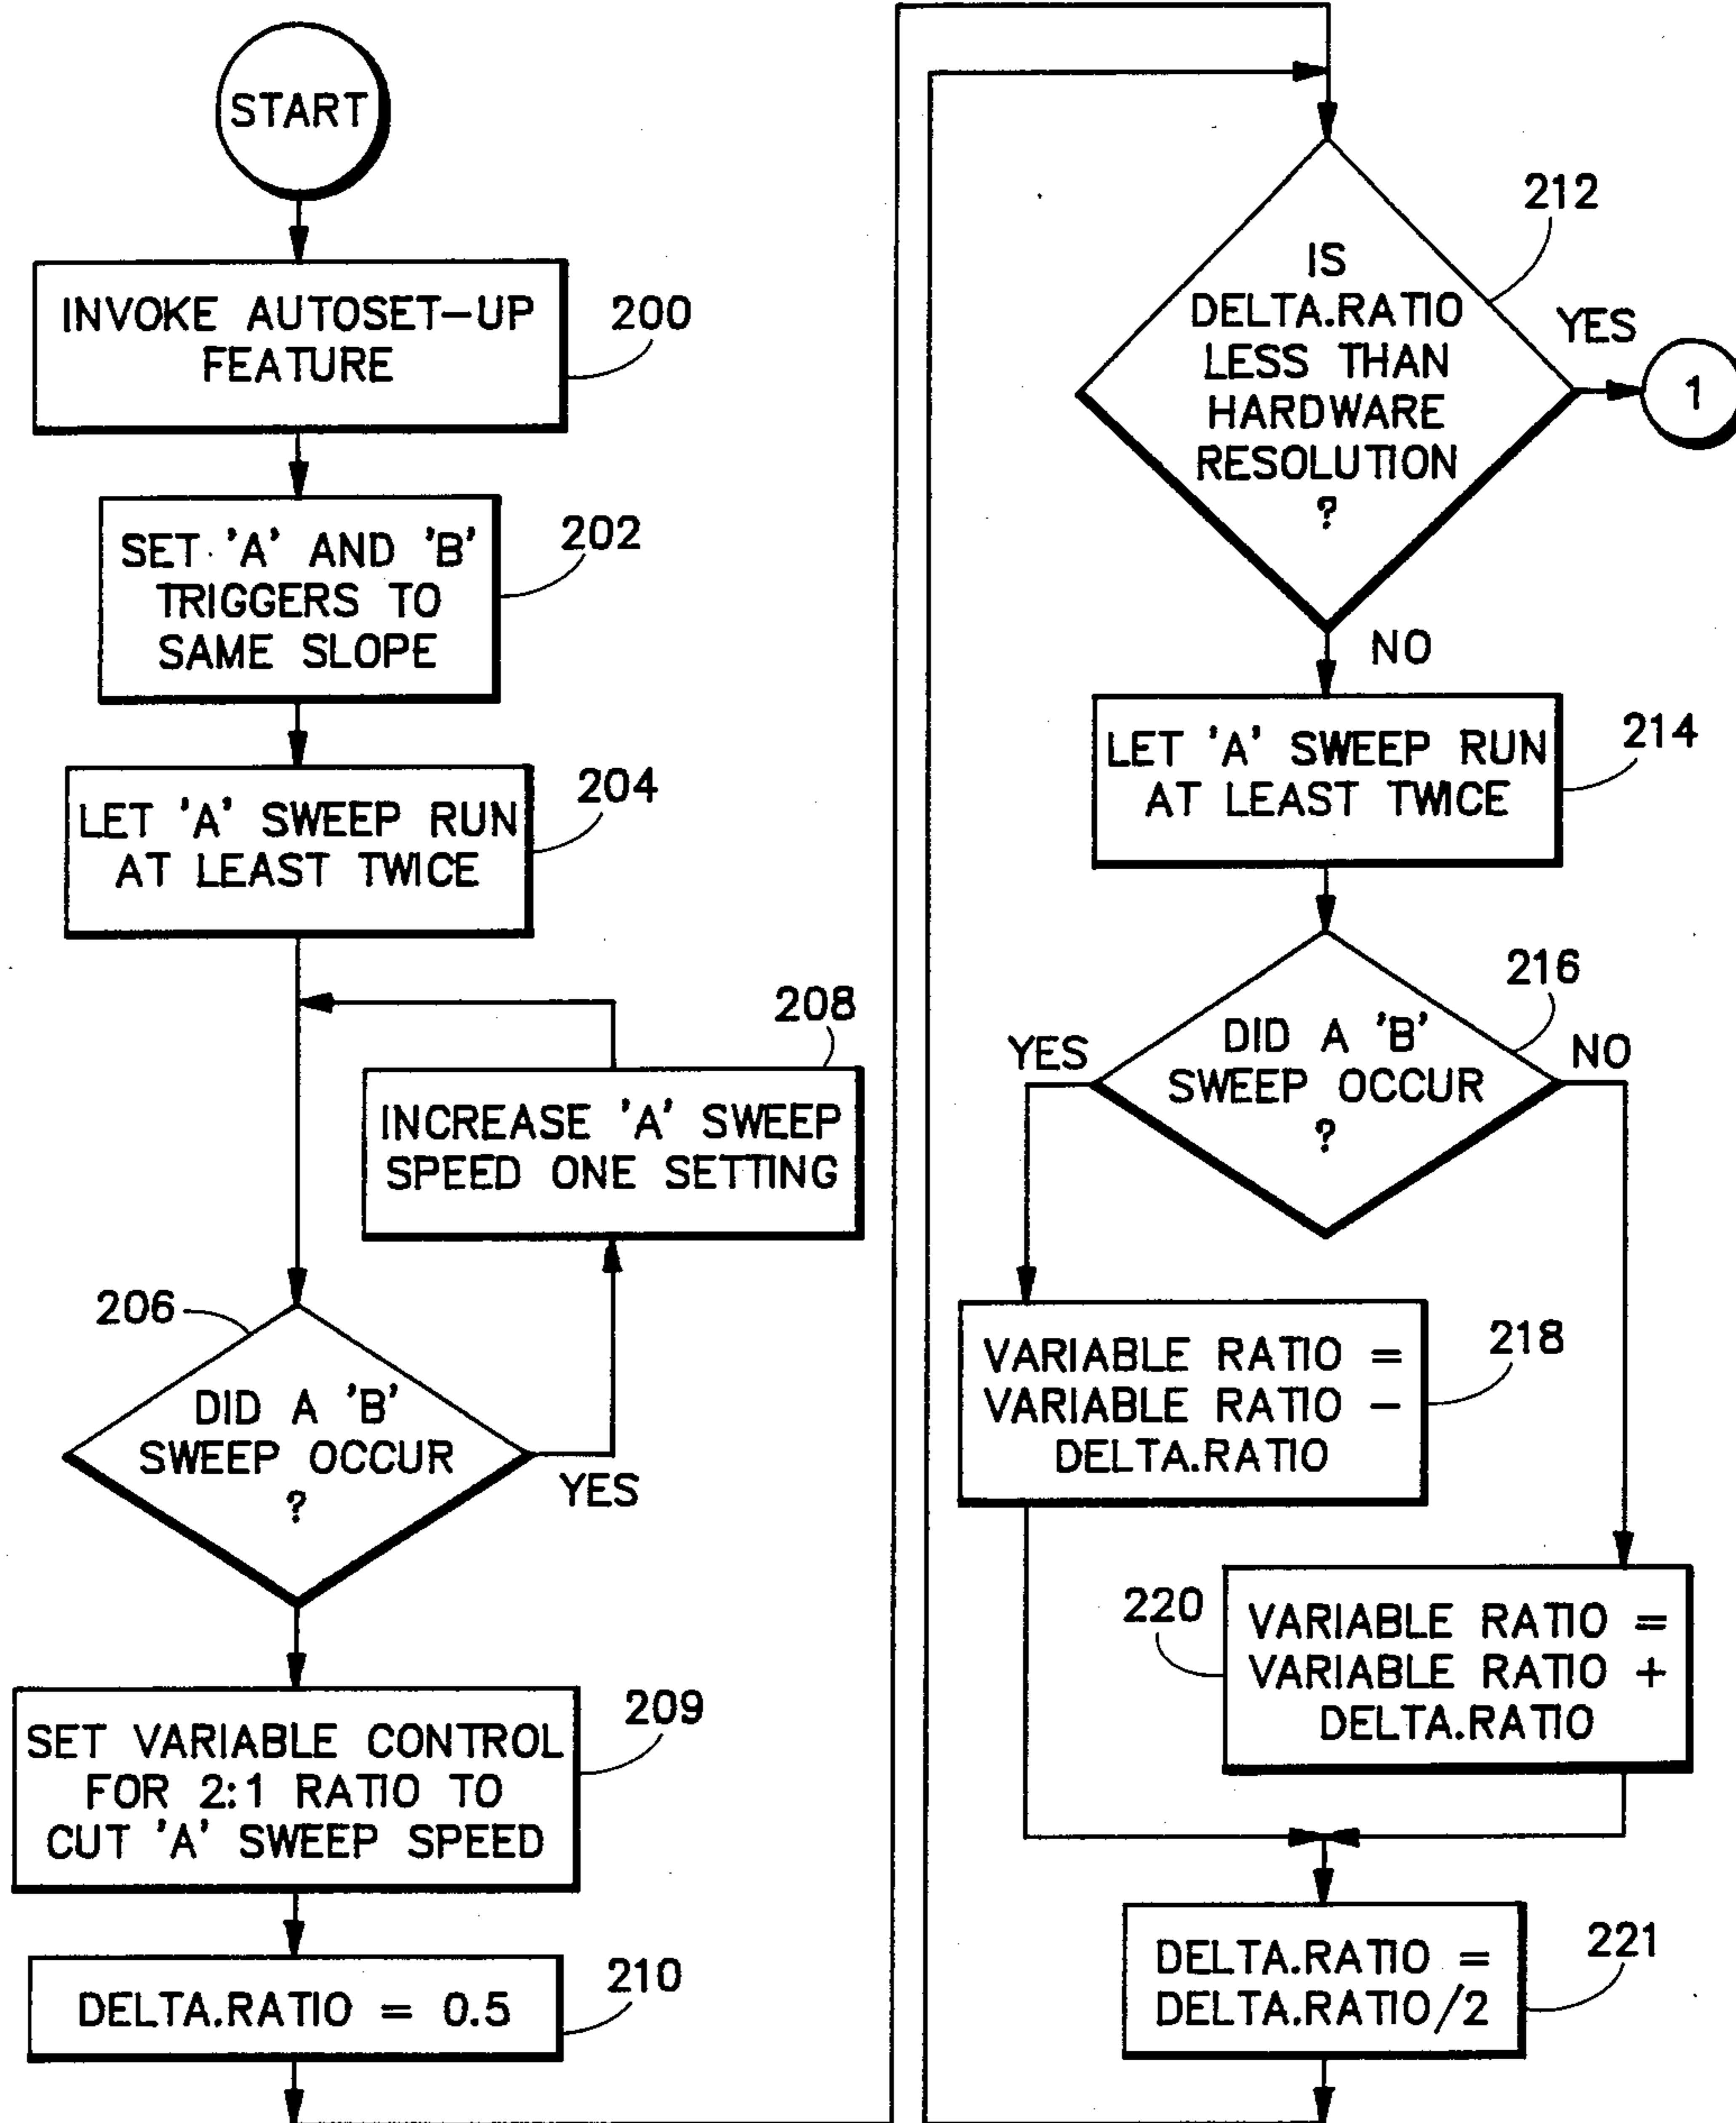 START
INVOKE AUTOSET-UP
FEATURE
200
SET 'A' AND 'B'
TRIGGERS TO
SAME SLOPE
202
LET 'A' SWEEP RUN
AT LEAST TWICE
204
208
INCREASE 'A' SWEEP
SPEED ONE SETTING
206
DID A 'B'
SWEEP OCCUR
?
YES
SET VARIABLE CONTROL
FOR 2:1 RATIO TO
CUT 'A' SWEEP SPEED
209
DELTA.RATIO = 0.5
210
212
IS
DELTA.RATIO
LESS THAN
HARDWARE
RESOLUTION
?
YES
1
NO
LET 'A' SWEEP RUN
AT LEAST TWICE
214
216
DID A 'B'
SWEEP OCCUR
?
YES
NO
VARIABLE RATIO =
VARIABLE RATIO -
DELTA.RATIO
218
220
VARIABLE RATIO =
VARIABLE RATIO +
DELTA.RATIO
DELTA.RATIO =
DELTA.RATIO/2
221